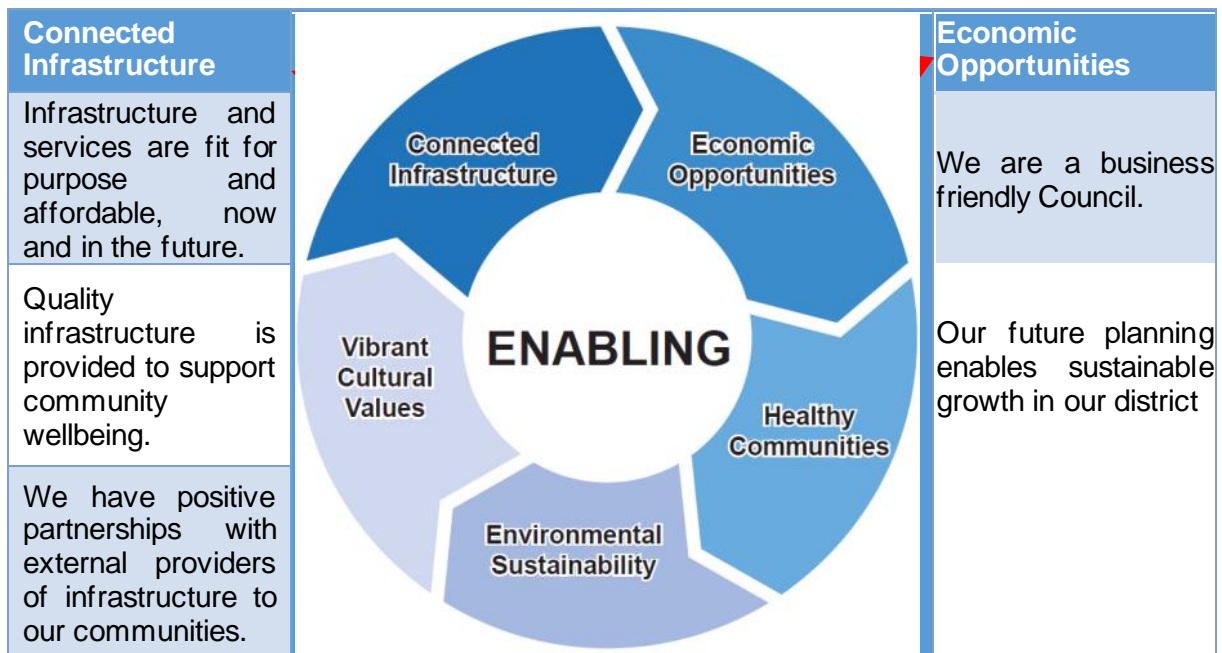 Connected
Infrastructure
Infrastructure and
services are fit for
purpose and
affordable, now
and in the future.
Quality
infrastructure is
provided to support
community
wellbeing.
We have positive
partnerships with
external providers
of infrastructure to
our communities.
Connected
Infrastructure
Economic
Opportunities
Vibrant
Cultural
Values
ENABLING
Healthy
Communities
Environmental
Sustainability
Economic
Opportunities
We are a business
friendly Council.
Our future planning
enables sustainable
growth in our district